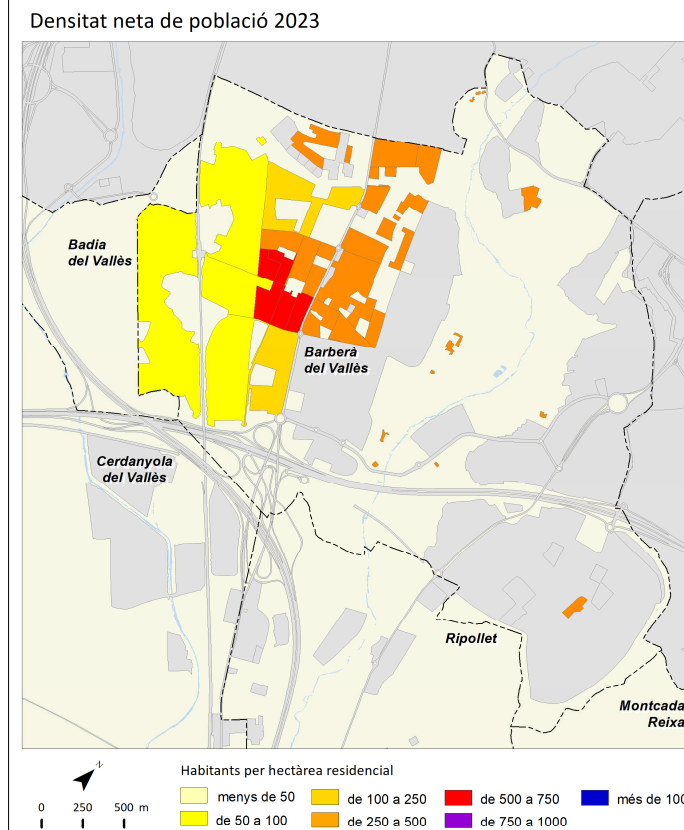 Densitat neta de població 2023
Badia
del Vallès
Barberà
del Vallès
Cerdanyola
del Vallès
Ripollet
Montcada
Reixa
N
0 250 500 m
Habitants per hectàrea residencial
menys de 50
de 100 a 250
de 500 a 750
més de 100
de 50 a 100
de 250 a 500
de 750 a 1000